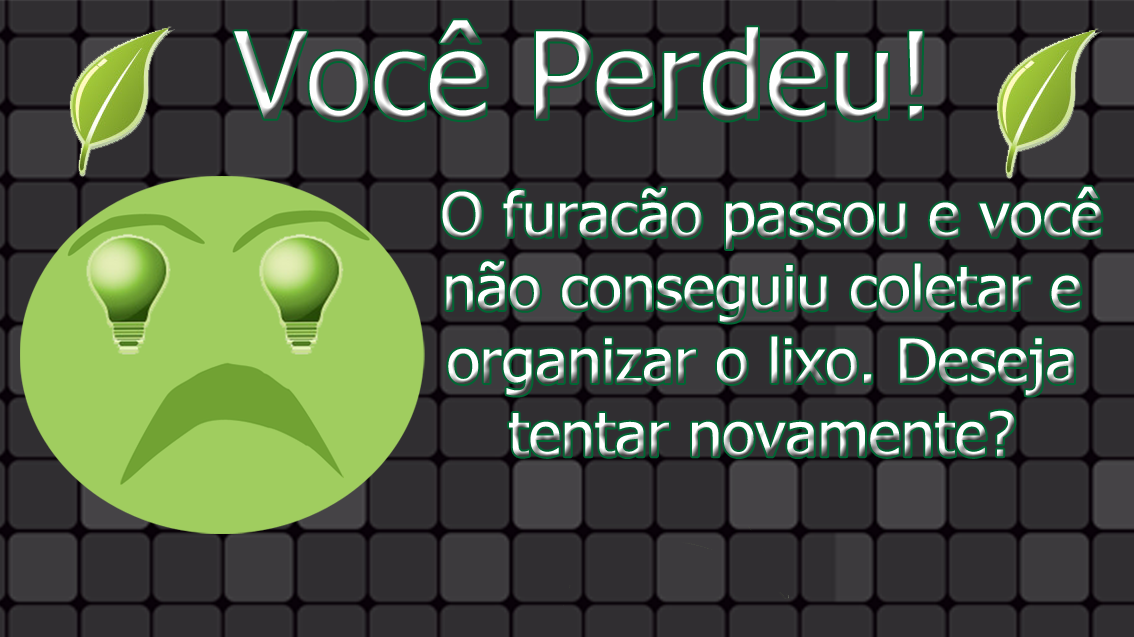 Você Perdeu!
O furacão passou e você
não conseguiu coletar e
organizar o lixo. Deseja
tentar novamente?